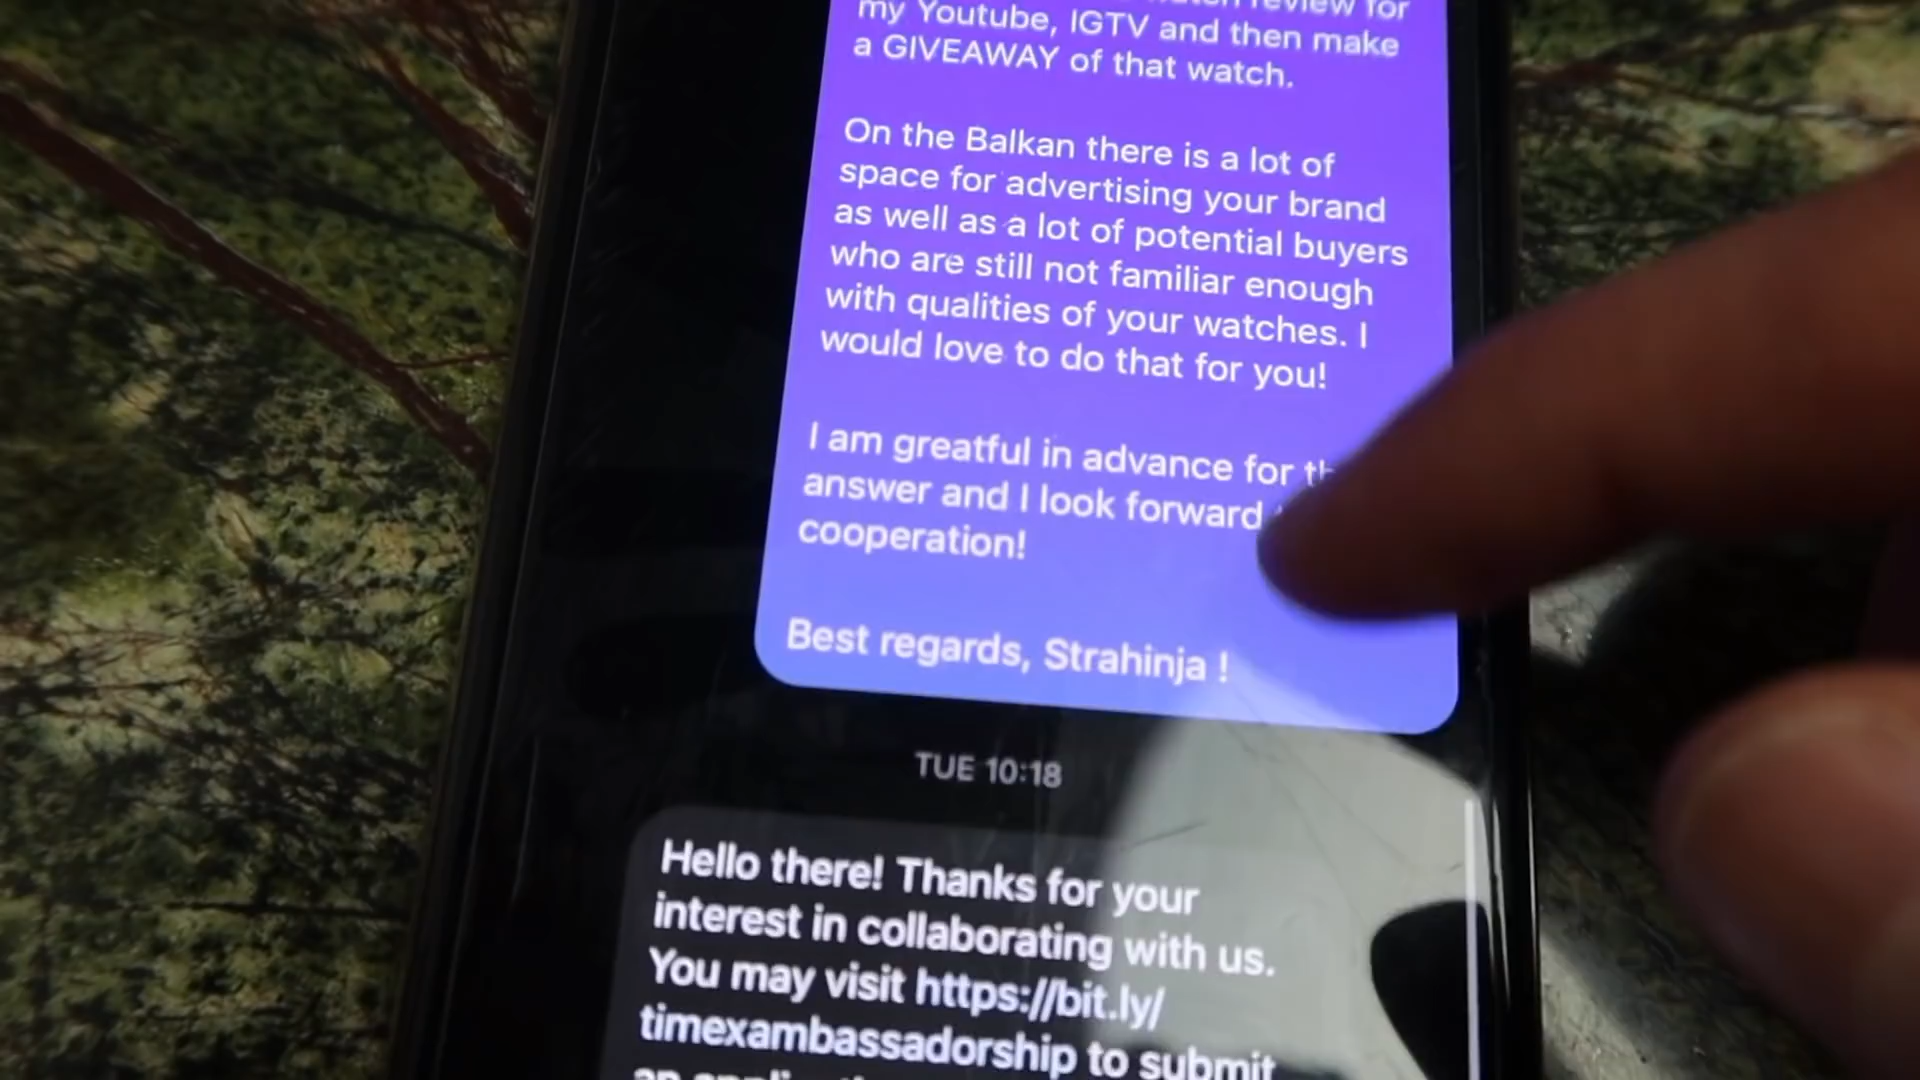 review for
my Youtube, IGTV and then make
a GIVEAWAY of that watch.
On the Balkan there is a lot of
space for advertising your brand
as well as a lot of potential buyers
who are still not familiar enough
with qualities of your watches. I
would love to do that for you!
I am greatful in advance for
answer and I look forward
cooperation!
Best regards, Strahinja !
TUE 10:18
Hello there! Thanks for your
interest in collaborating with us.
You may visit https://bit.ly/
timexambassadorship to submit
an